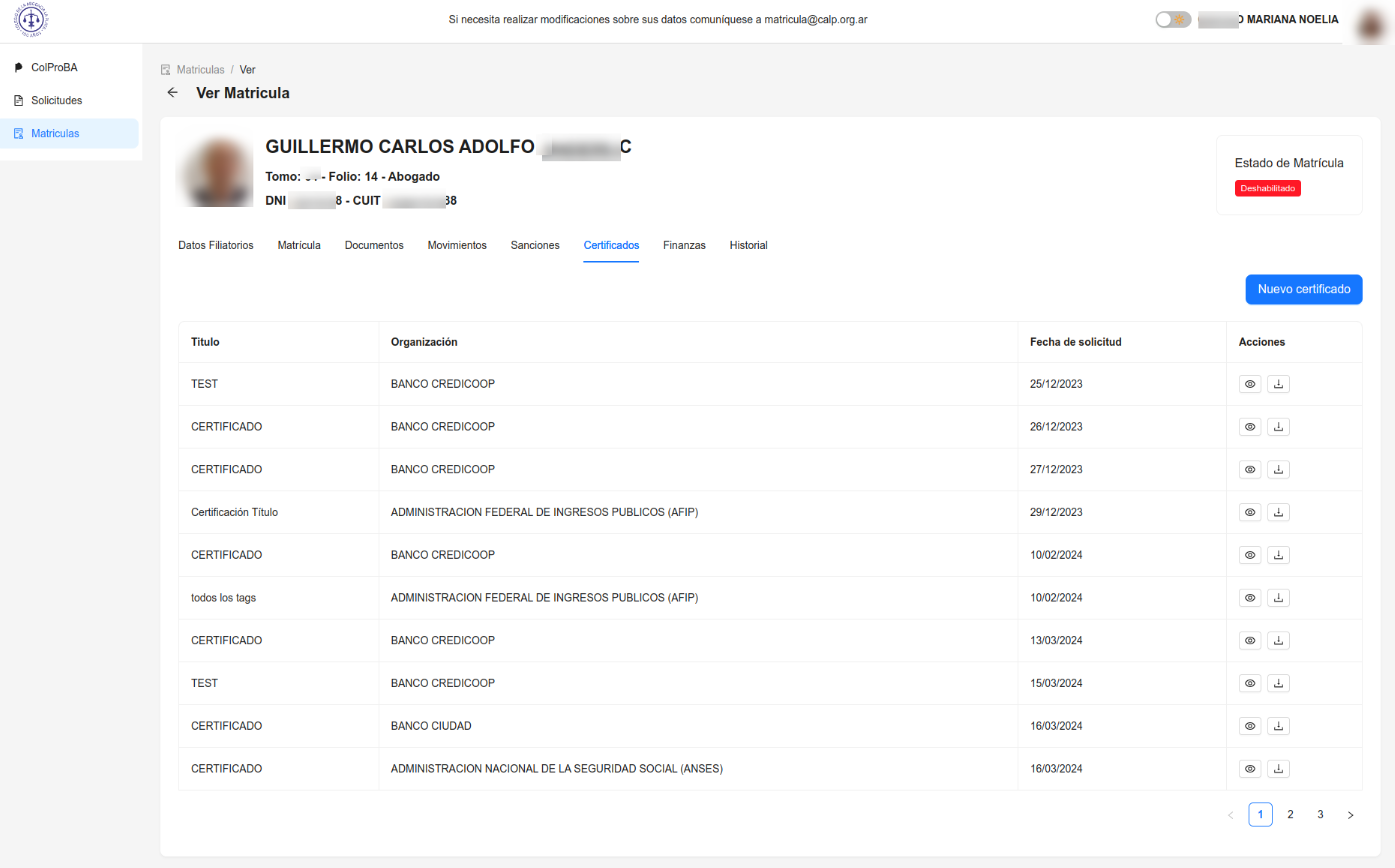 Si necesita realizar modificaciones sobre sus datos comuníquese a matricula@calp.org.ar
MARIANA NOELIA
ColProBA
Solicitudes
Matriculas
Matriculas / Ver
Ver Matricula
GUILLERMO CARLOS ADOLFO C
Tomo: - Folio: 14 - Abogado
DNI 8 - CUIT 38
Estado de Matrícula
Deshabilitado
Datos Filiatorios Matrícula Documentos Movimientos Sanciones Certificados Finanzas Historial
Nuevo certificado
Titulo Organización Fecha de solicitud Acciones
TEST BANCO CREDICOOP 25/12/2023
CERTIFICADO BANCO CREDICOOP 26/12/2023
CERTIFICADO BANCO CREDICOOP 27/12/2023
Certificación Título ADMINISTRACION FEDERAL DE INGRESOS PUBLICOS (AFIP) 29/12/2023
CERTIFICADO BANCO CREDICOOP 10/02/2024
todos los tags ADMINISTRACION FEDERAL DE INGRESOS PUBLICOS (AFIP) 10/02/2024
CERTIFICADO BANCO CREDICOOP 13/03/2024
TEST BANCO CREDICOOP 15/03/2024
CERTIFICADO BANCO CIUDAD 16/03/2024
CERTIFICADO ADMINISTRACION NACIONAL DE LA SEGURIDAD SOCIAL (ANSES) 16/03/2024
< 1 2 3 >